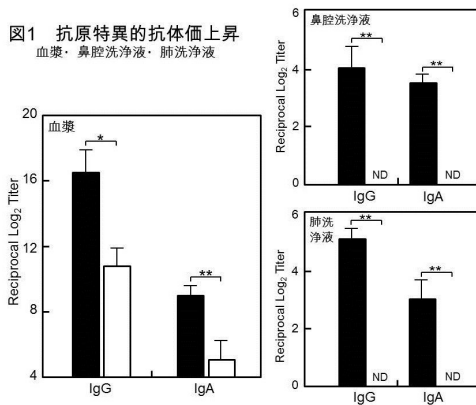 図1 抗原特異的抗体価上昇
血漿・鼻腔洗浄液・肺洗浄液
血漿
Reciprocal Log2 Titer
20
16
12
8
4
*
**
IgG
IgA
鼻腔洗浄液
Reciprocal Log2 Titer
6
4
2
0
**
**
ND
ND
IgG
IgA
肺洗
浄液
Reciprocal Log2 Titer
6
4
2
0
**
**
ND
ND
IgG
IgA